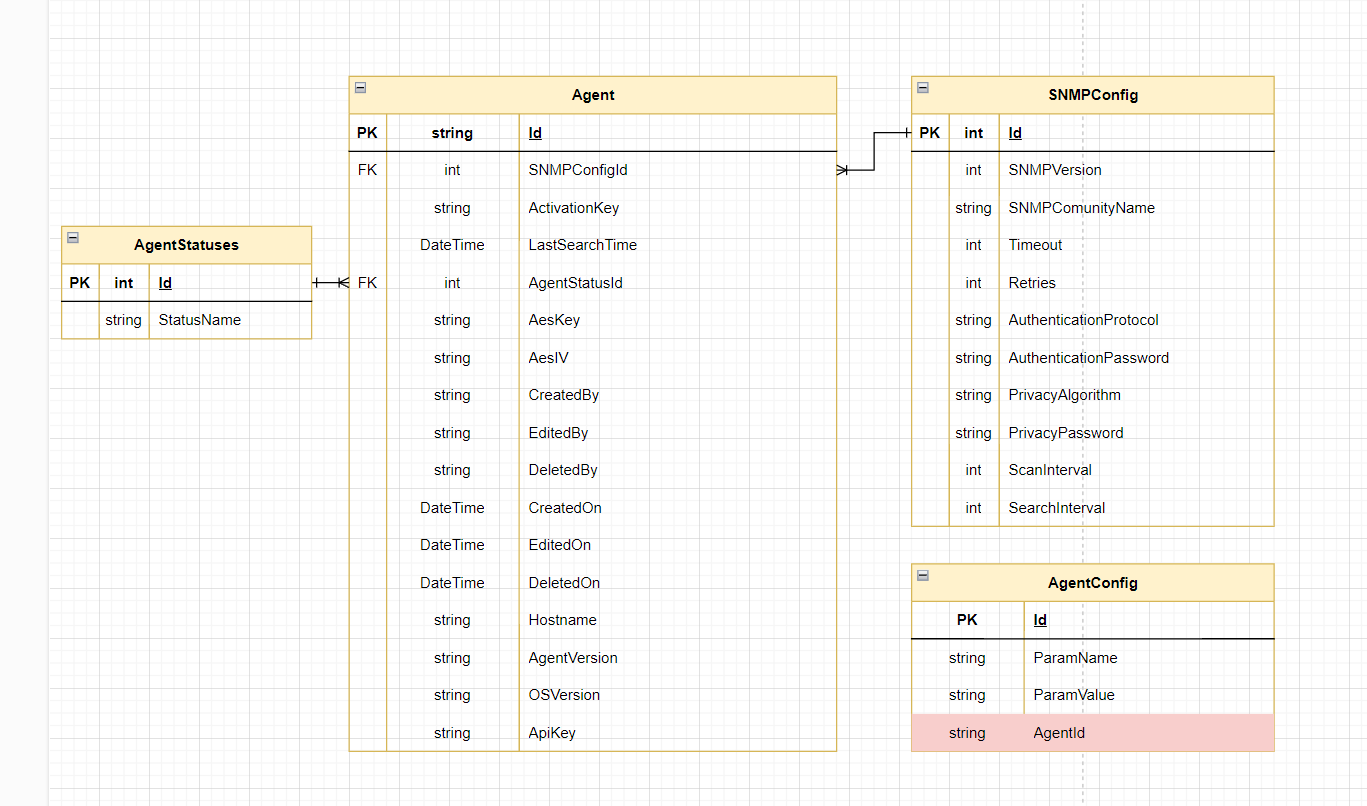 Agent
PK string Id
FK int SNMPConfigId
string ActivationKey
DateTime LastSearchTime
FK int AgentStatusId
string AesKey
string AesIV
string CreatedBy
string EditedBy
string DeletedBy
DateTime CreatedOn
DateTime EditedOn
DateTime DeletedOn
string Hostname
string AgentVersion
string OSVersion
string ApiKey
SNMPConfig
PK int Id
int SNMPVersion
string SNMPComunityName
int Timeout
int Retries
string AuthenticationProtocol
string AuthenticationPassword
string PrivacyAlgorithm
string PrivacyPassword
int ScanInterval
int SearchInterval
AgentStatuses
PK int Id
string StatusName
AgentConfig
PK Id
string ParamName
string ParamValue
string AgentId